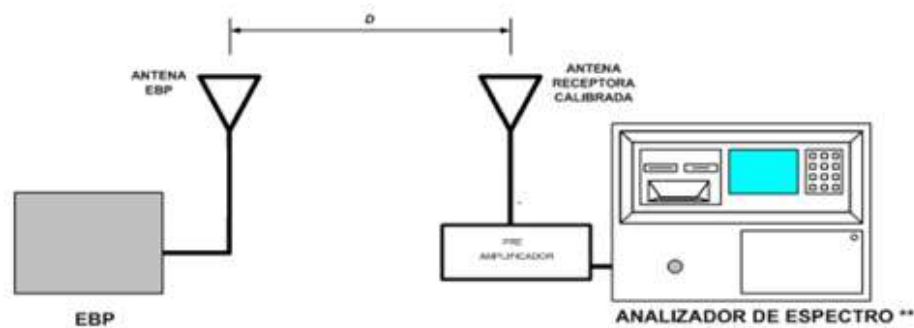 D
ANTENA
EBP
ANTENA
RECEPTORA
CALIBRADA
PRE
AMPLIFICADOR
EBP
ANALIZADOR DE ESPECTRO **